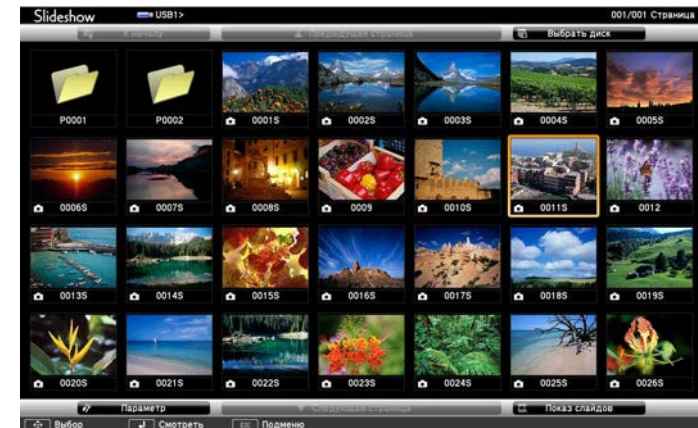 Slideshow USB1> 001/001 Страница
К началу Предыдущая страница Выбрать диск
P0001 P0002 0001S 0002S 0003S 0004S 0005S
0006S 0007S 0008S 0009 0010S 0011S 0012
0013S 0014S 0015S 0016S 0017S 0018S 0019S
0020S 0021S 0022S 0023S 0024S 0025S 0026S
Параметр Следующая страница Показ слайдов
Выбор Смотреть Подменю